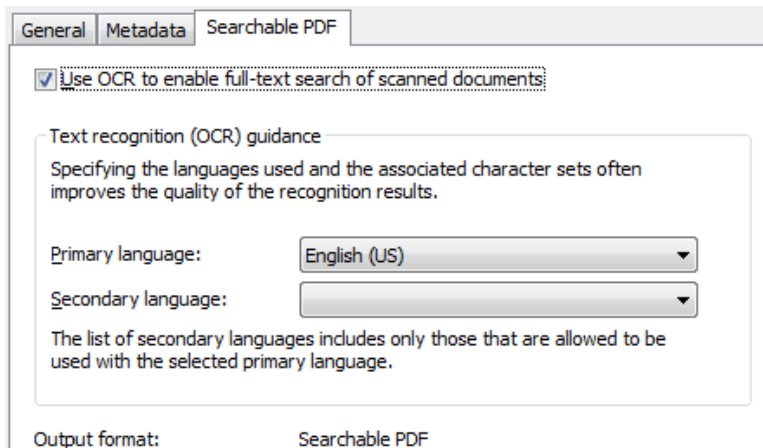 General Metadata Searchable PDF
Use OCR to enable full-text search of scanned documents
Text recognition (OCR) guidance
Specifying the languages used and the associated character sets often
improves the quality of the recognition results.
Primary language: English (US)
Secondary language:
The list of secondary languages includes only those that are allowed to be
used with the selected primary language.
Output format: Searchable PDF